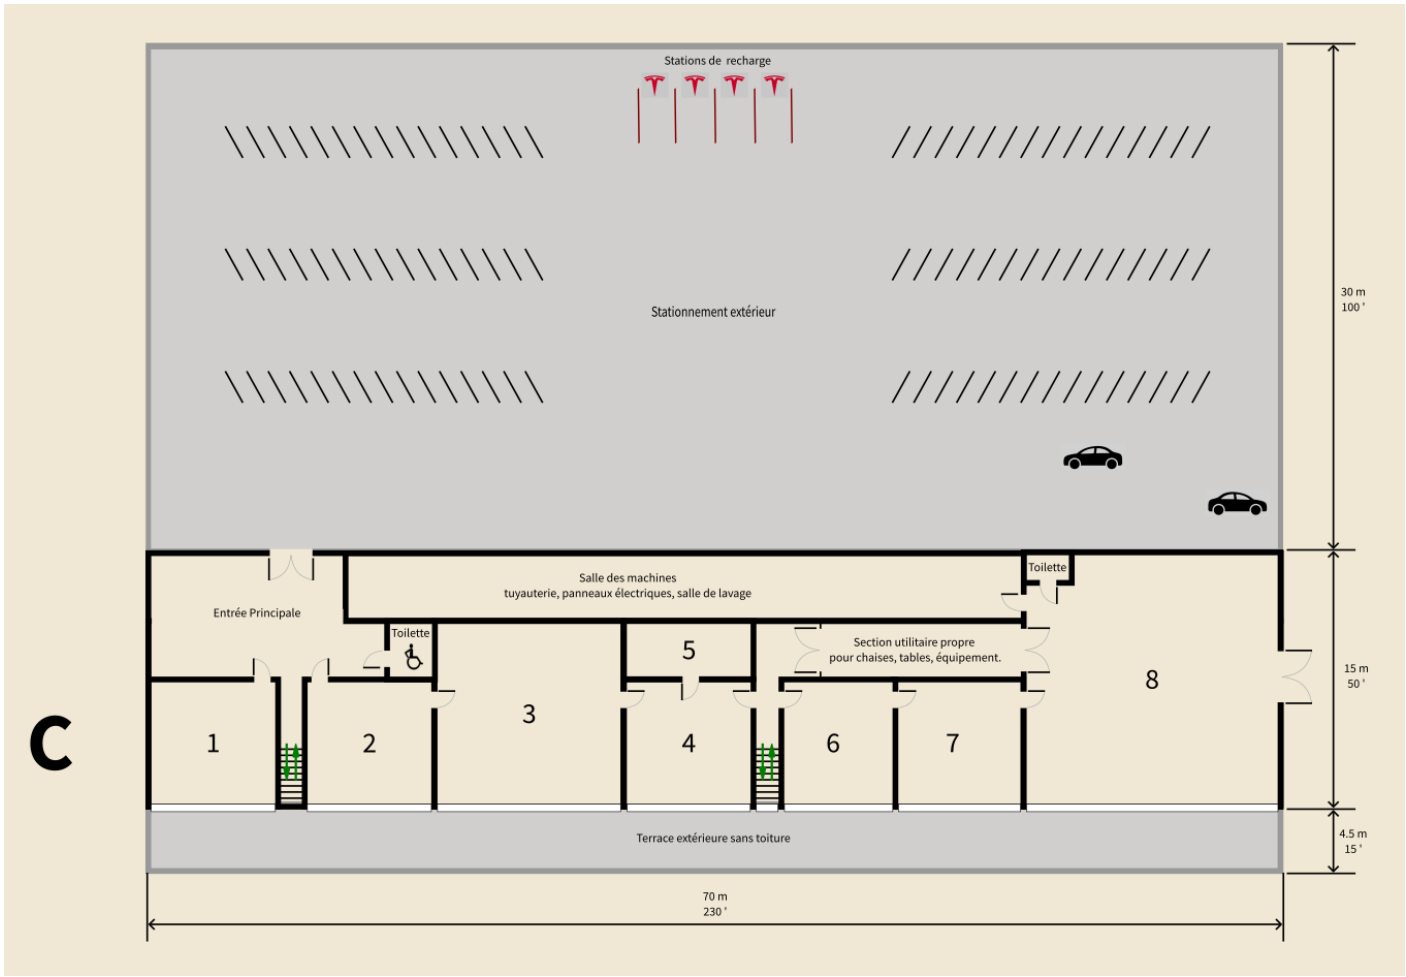 Stations de recharge
Stationnement extérieur
30 m
100 '
Salle des machines
tuyauterie, panneaux électriques, salle de lavage
Toilette
Entrée Principale
Toilette
5
Section utilitaire propre
pour chaises, tables, équipement.
8
15 m
50 '
C
1
2
3
4
6
7
Terrace extérieure sans toiture
4.5 m
15 '
70 m
230 '